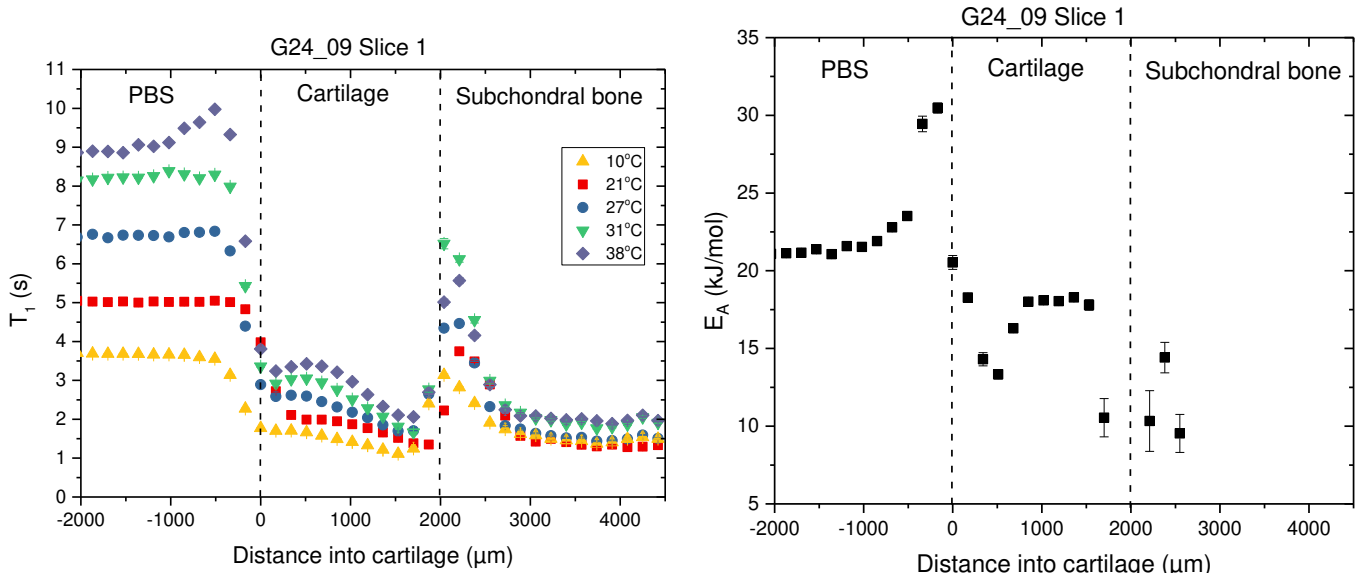 G24_09 Slice 1
11
10
9
8
7
6
5
4
3
2
1
0
T1 (s)
PBS
Cartilage
Subchondral bone
10°C
21°C
27°C
31°C
38°C
-2000 -1000 0 1000 2000 3000 4000
Distance into cartilage (μm)
G24_09 Slice 1
35
30
25
20
15
10
5
EA (kJ/mol)
PBS
Cartilage
Subchondral bone
-2000 -1000 0 1000 2000 3000 4000
Distance into cartilage (μm)